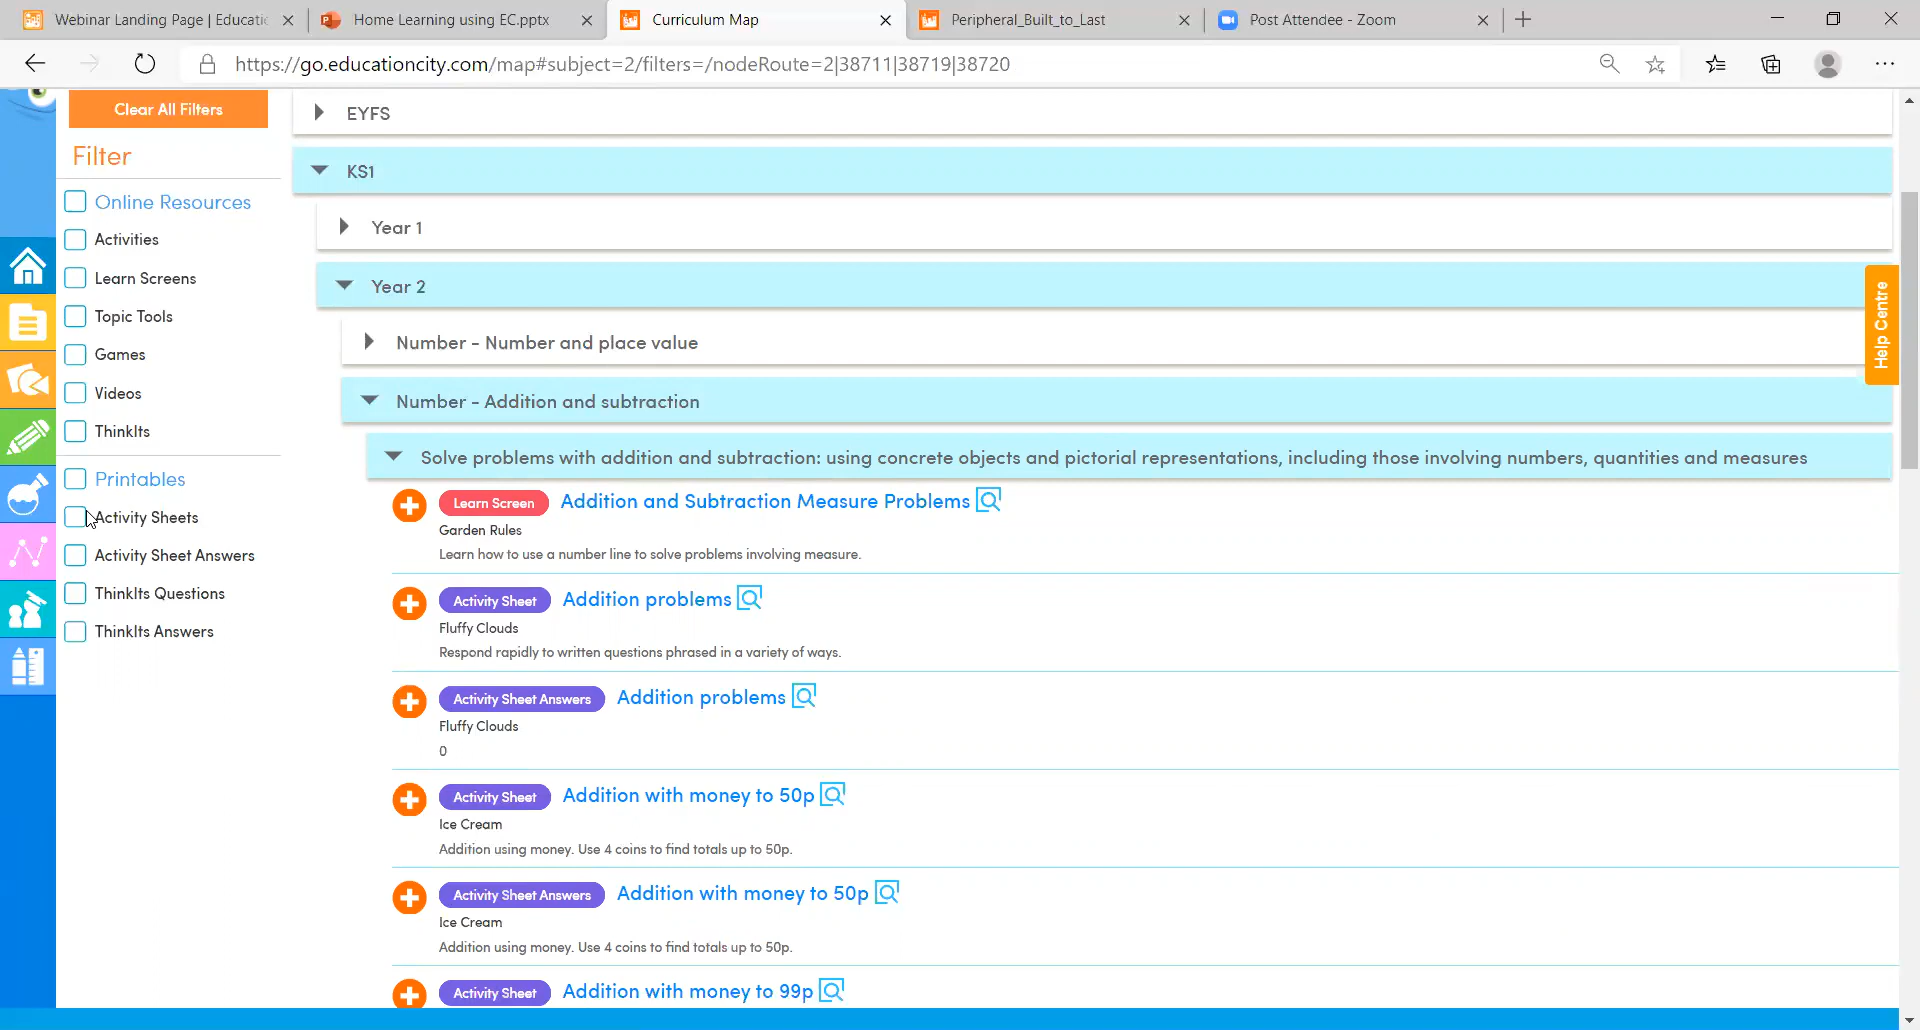 Webinar Landing Page | Educatic
Home Learning using EC.pptx
Curriculum Map
Peripheral_Built_to_Last
Post Attendee - Zoom
https://go.educationcity.com/map#subject=2/filters=/nodeRoute=2|38711|38719|38720
Clear All Filters
Filter
Online Resources
Activities
Learn Screens
Topic Tools
Games
Videos
ThinkIts
Printables
Activity Sheets
Activity Sheet Answers
ThinkIts Questions
ThinkIts Answers
EYFS
KS1
Year 1
Year 2
Number - Number and place value
Number - Addition and subtraction
Solve problems with addition and subtraction: using concrete objects and pictorial representations, including those involving numbers, quantities and measures
Learn Screen Addition and Subtraction Measure Problems
Garden Rules
Learn how to use a number line to solve problems involving measure.
Activity Sheet Addition problems
Fluffy Clouds
Respond rapidly to written questions phrased in a variety of ways.
Activity Sheet Answers Addition problems
Fluffy Clouds
0
Activity Sheet Addition with money to 50p
Ice Cream
Addition using money. Use 4 coins to find totals up to 50p.
Activity Sheet Answers Addition with money to 50p
Ice Cream
Addition using money. Use 4 coins to find totals up to 50p.
Activity Sheet Addition with money to 99p
Help Centre